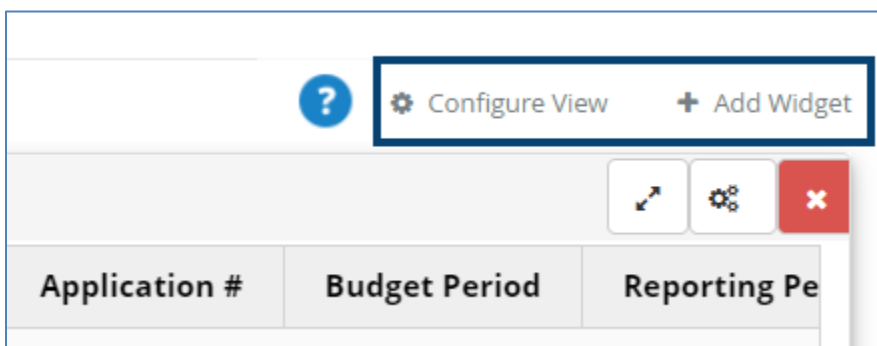 ? Configure View + Add Widget
Application # Budget Period Reporting Pe